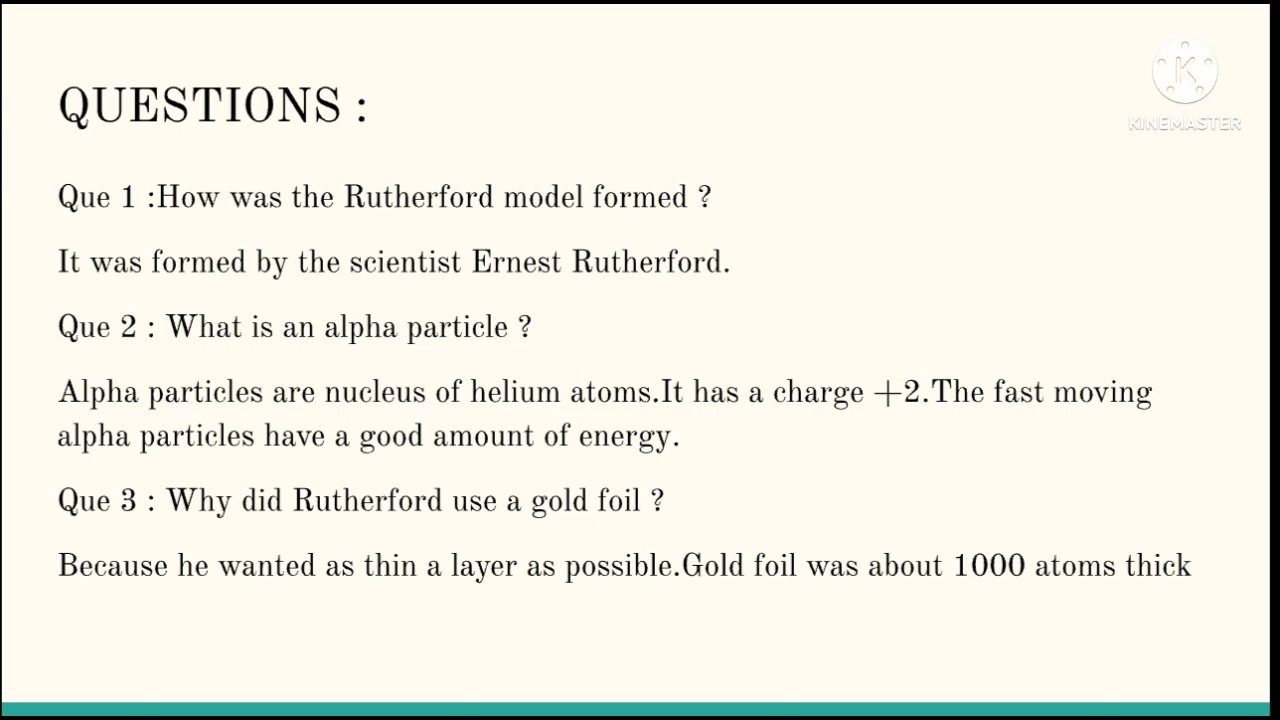 QUESTIONS :
KINEMASTER
Que 1 :How was the Rutherford model formed ?
It was formed by the scientist Ernest Rutherford.
Que 2 : What is an alpha particle ?
Alpha particles are nucleus of helium atoms.It has a charge +2.The fast moving
alpha particles have a good amount of energy.
Que 3 : Why did Rutherford use a gold foil ?
Because he wanted as thin a layer as possible.Gold foil was about 1000 atoms thick